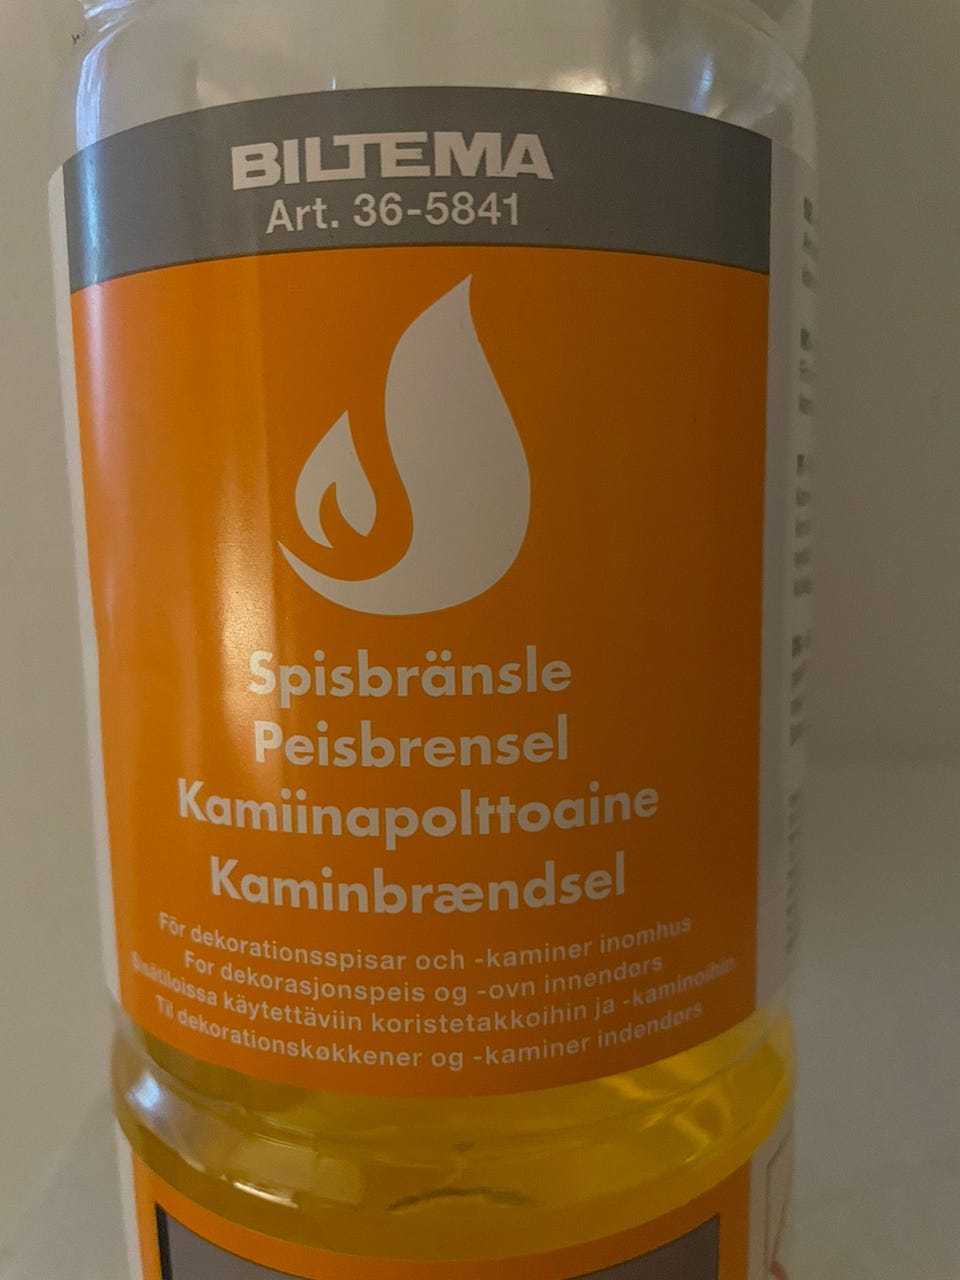 BILTEMA
Art. 36-5841
Spisbränsle
Peisbrensel
Kamiinapolttoaine
Kaminbrændsel
För dekorationsspisar och -kaminer inomhus
For dekorasjonspeis og -ovn innendørs
Sisätiloissa käytettäviin koristetakkoihin ja -kaminoihin
Til dekorationskøkkener og -kaminer indendørs